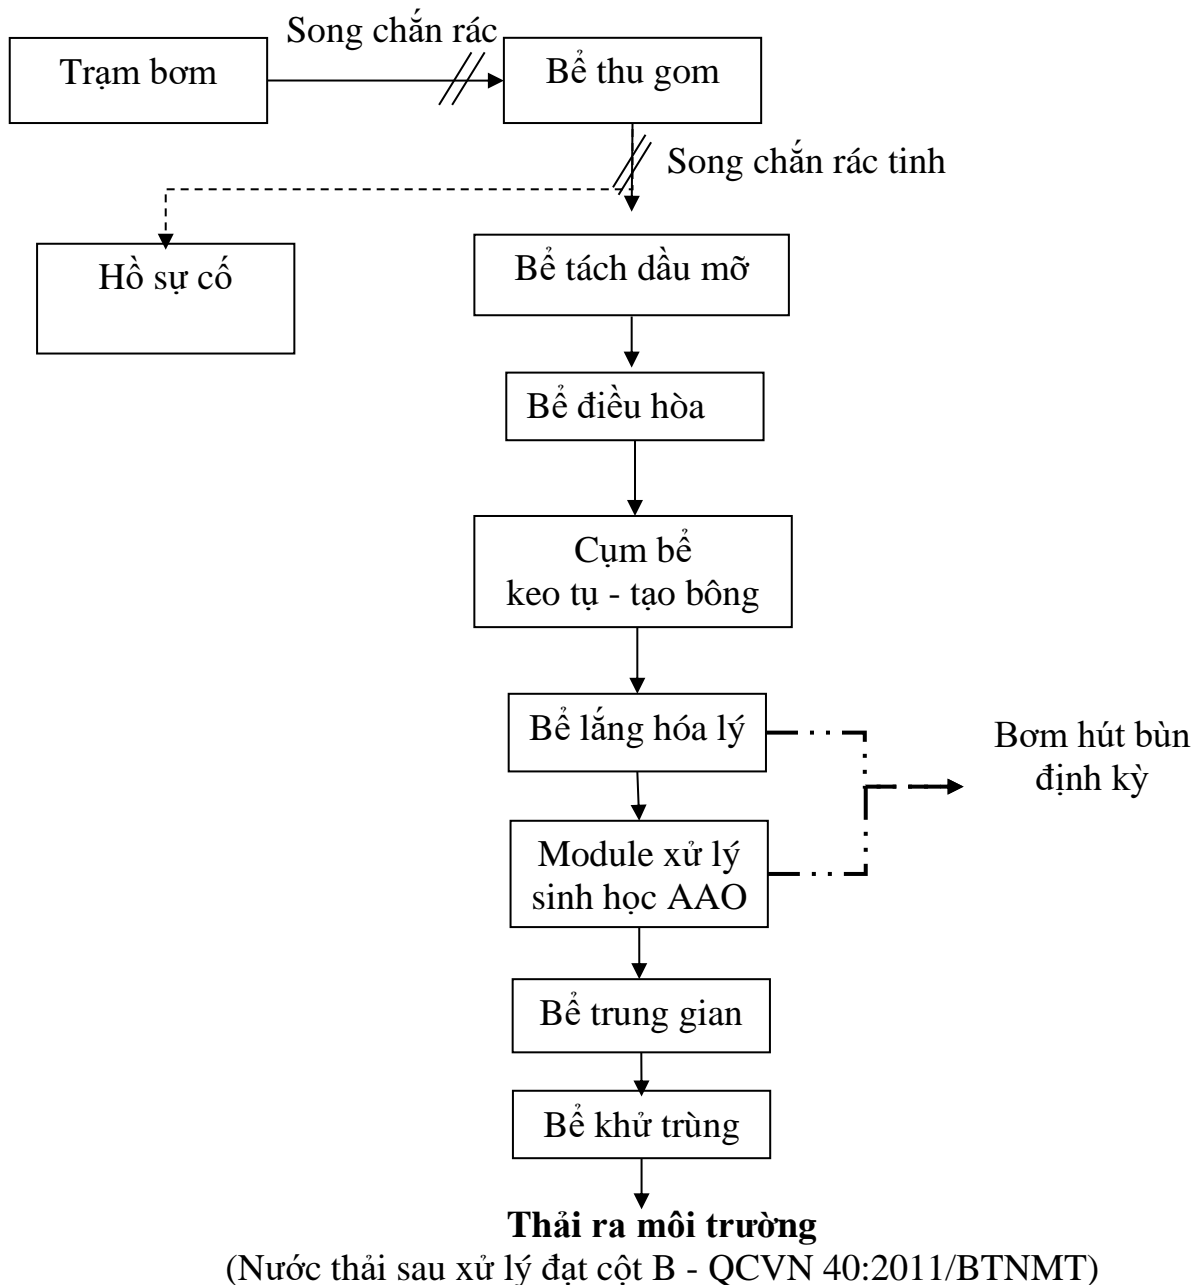 Song chắn rác
Trạm bơm
Bể thu gom
Song chắn rác tinh
Hồ sự cố
Bể tách dầu mỡ
Bể điều hòa
Cụm bể
keo tụ - tạo bông
Bể lắng hóa lý
Bơm hút bùn
định kỳ
Module xử lý
sinh học AAO
Bể trung gian
Bể khử trùng
Thải ra môi trường
(Nước thải sau xử lý đạt cột B - QCVN 40:2011/BTNMT)